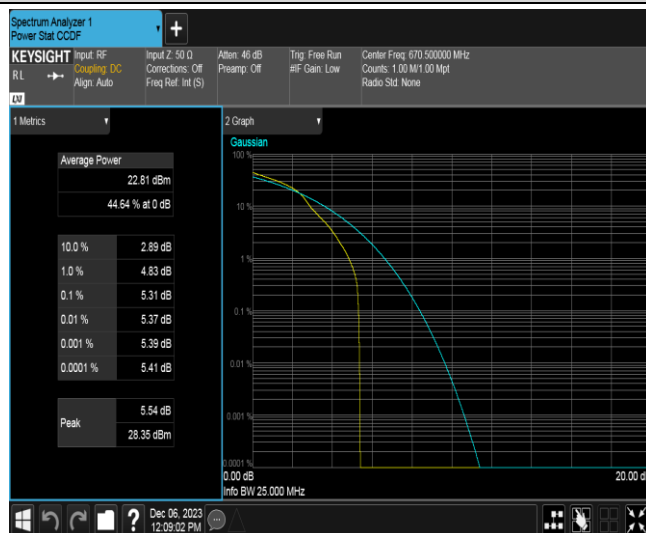 Spectrum Analyzer 1
Power Stat CCDF
+
KEYSIGHT
RL
LXI
Input: RF
Coupling: DC
Align: Auto
Input Z: 50 Ω
Corrections: Off
Freq Ref: Int (S)
Atten: 46 dB
Preamp: Off
Trig: Free Run
#IF Gain: Low
Center Freq: 670.500000 MHz
Counts: 1.00 M/1.00 Mpt
Radio Std: None
1 Metrics
Average Power
22.81 dBm
44.64 % at 0 dB
10.0 % 2.89 dB
1.0 % 4.83 dB
0.1 % 5.31 dB
0.01 % 5.37 dB
0.001 % 5.39 dB
0.0001 % 5.41 dB
Peak
5.54 dB
28.35 dBm
2 Graph
Gaussian
100 %
10 %
1 %
0.1 %
0.01 %
0.001 %
0.0001 %
0.00 dB
20.00 d
Info BW 25.000 MHz
?
Dec 06, 2023
12:09:02 PM